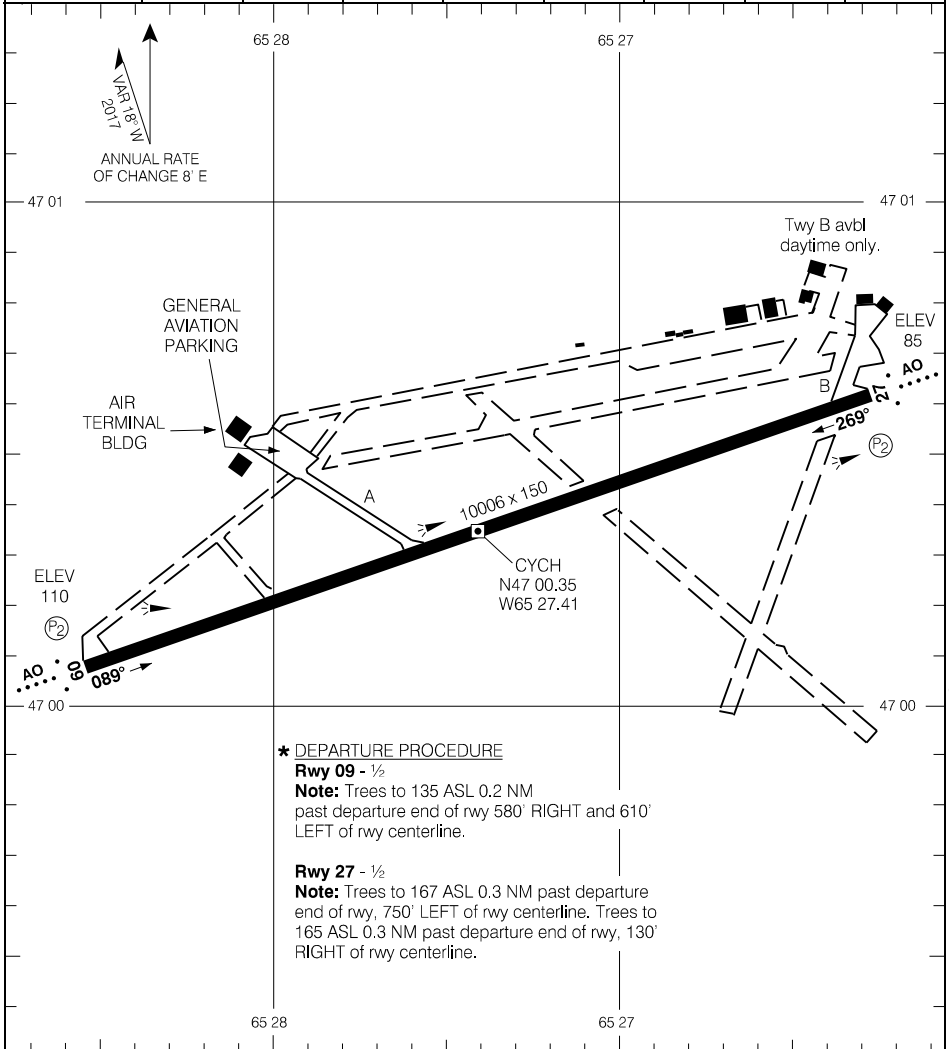 65 28
65 27
VAR 18° W
2017
ANNUAL RATE
OF CHANGE 8' E
47 01
47 01
Twy B avbl
daytime only.
GENERAL
AVIATION
PARKING
ELEV
85
AO
27
B
AIR
TERMINAL
BLDG
269°
P2
A
10006 x 150
CYCH
N47 00.35
W65 27.41
ELEV
110
P2
AO
09
089°
47 00
47 00
* DEPARTURE PROCEDURE
Rwy 09 - ½
Note: Trees to 135 ASL 0.2 NM
past departure end of rwy 580' RIGHT and 610'
LEFT of rwy centerline.
Rwy 27 - ½
Note: Trees to 167 ASL 0.3 NM past departure
end of rwy, 750' LEFT of rwy centerline. Trees to
165 ASL 0.3 NM past departure end of rwy, 130'
RIGHT of rwy centerline.
65 28
65 27